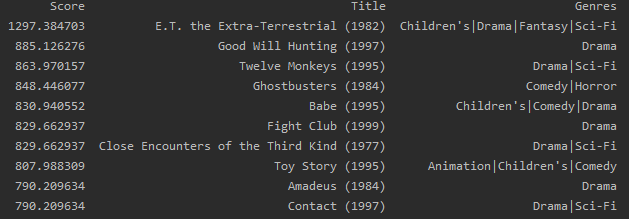 Score Title Genres
1297.384703 E.T. the Extra-Terrestrial (1982) Children's|Drama|Fantasy|Sci-Fi
885.126276 Good Will Hunting (1997) Drama
863.970157 Twelve Monkeys (1995) Drama|Sci-Fi
848.446077 Ghostbusters (1984) Comedy|Horror
830.940552 Babe (1995) Children's|Comedy|Drama
829.662937 Fight Club (1999) Drama
829.662937 Close Encounters of the Third Kind (1977) Drama|Sci-Fi
807.988309 Toy Story (1995) Animation|Children's|Comedy
790.209634 Amadeus (1984) Drama
790.209634 Contact (1997) Drama|Sci-Fi